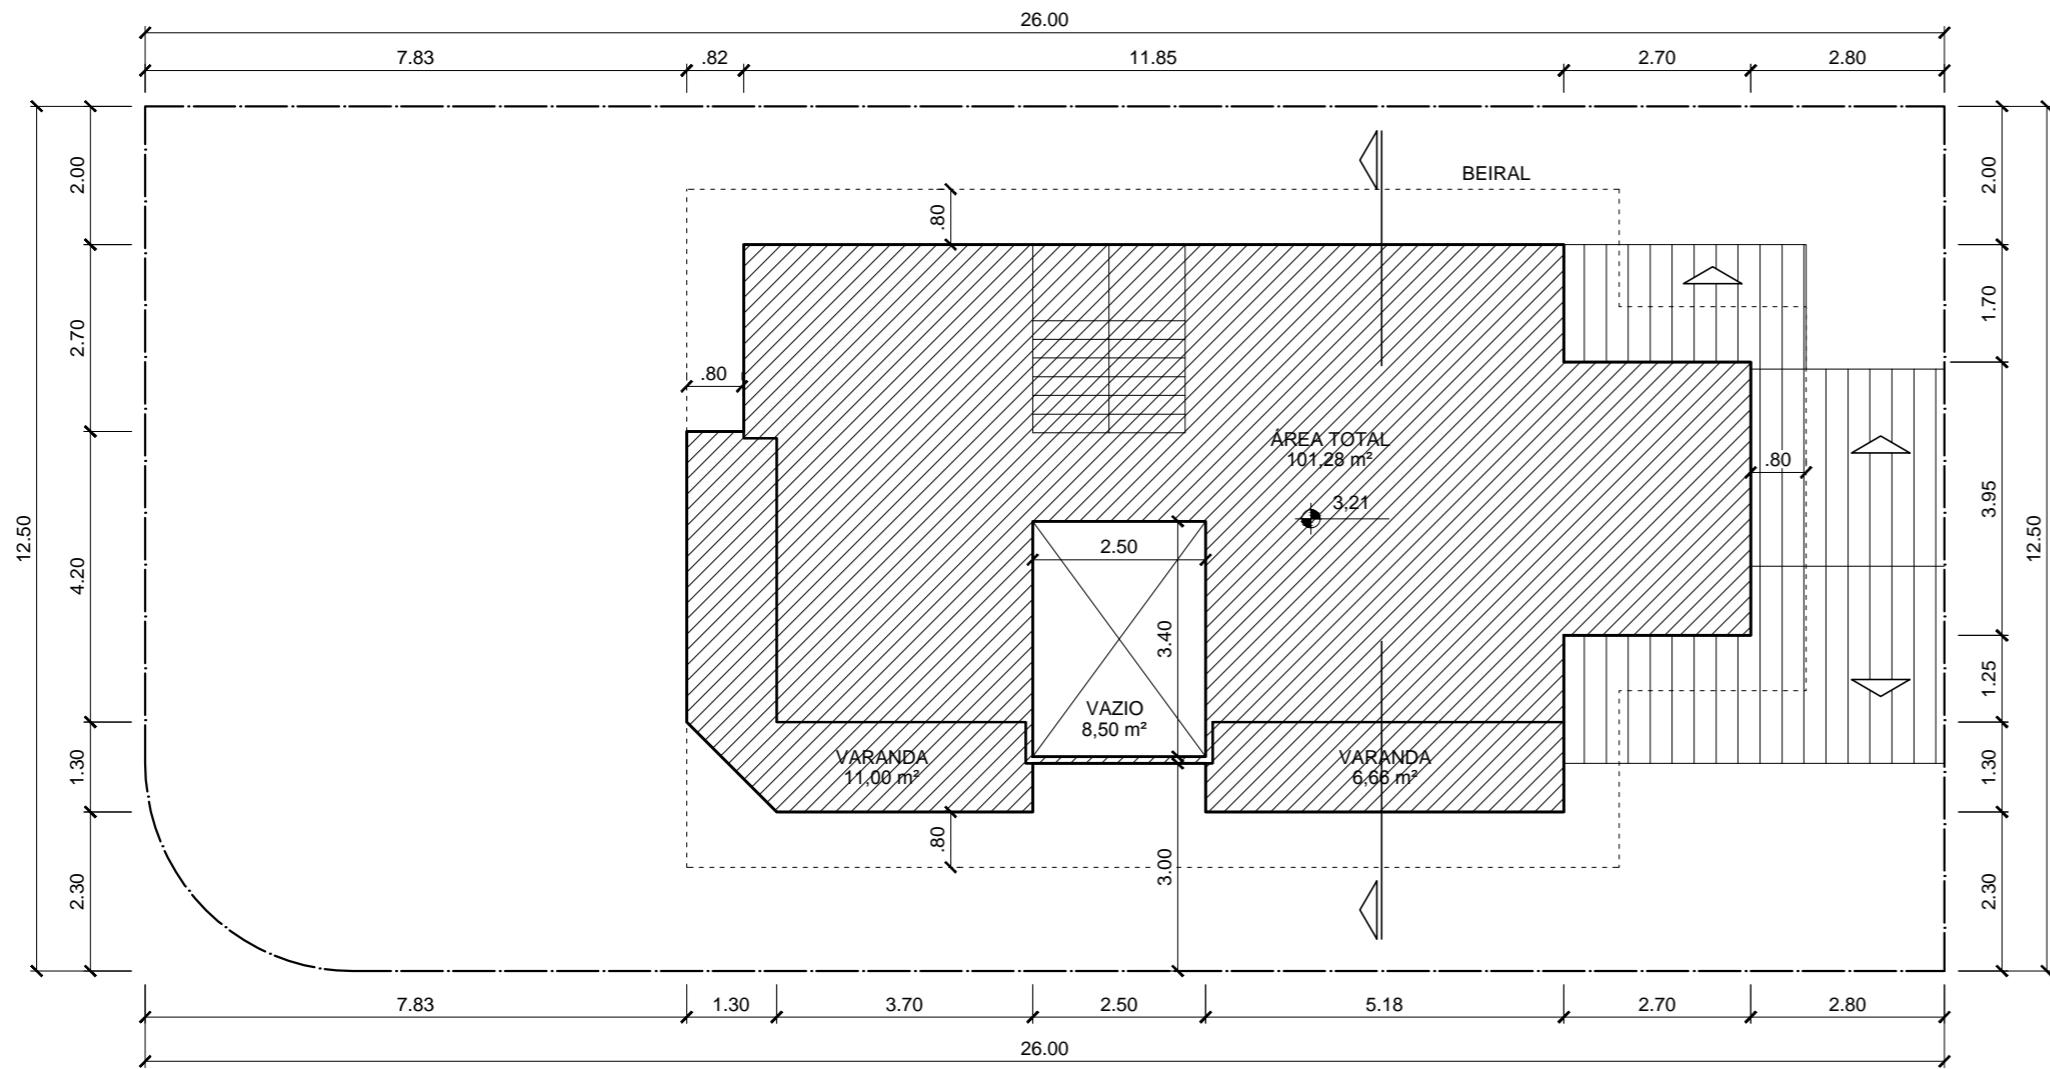 26.00
7.83 .82 11.85 2.70 2.80
BEIRAL
2.00
2.00
.80
1.70
2.70
.80
ÁREA TOTAL
101,28 m²
.80
3,21
3.95
12.50
12.50
2.50
4.20
3.40
1.25
VAZIO
8,50 m²
VARANDA
11,00 m²
VARANDA
6,66 m²
1.30
1.30
.80
3.00
2.30
2.30
7.83 1.30 3.70 2.50 5.18 2.70 2.80
26.00